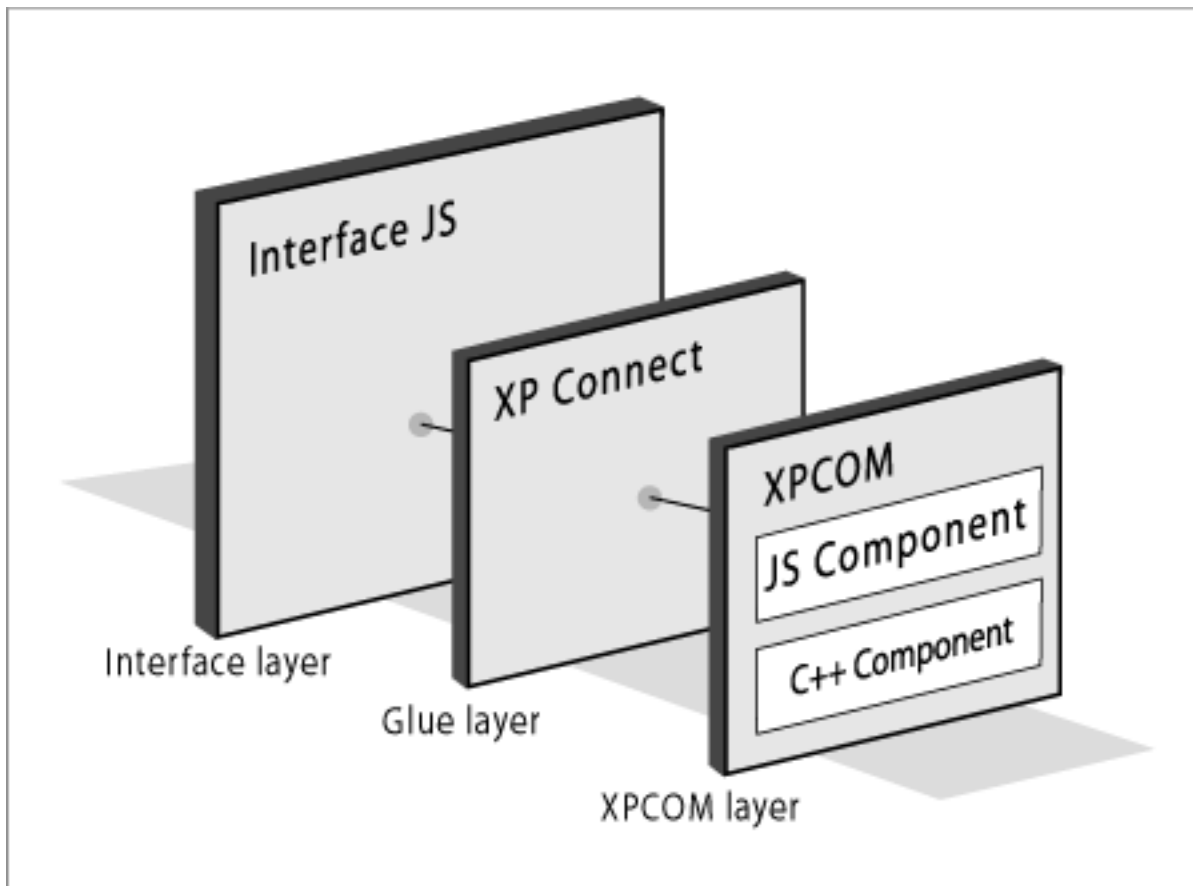 Interface JS
XP Connect
XPCOM
JS Component
C++ Component
Interface layer
Glue layer
XPCOM layer